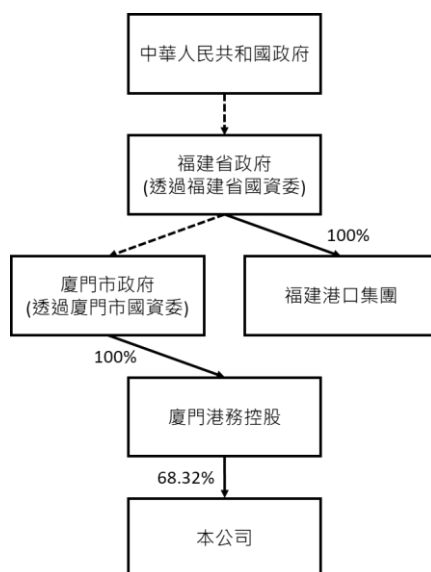 中華人民共和國政府
福建省政府
(透過福建省國資委)
100%
廈門市政府
(透過廈門市國資委)
福建港口集團
100%
廈門港務控股
68.32%
本公司